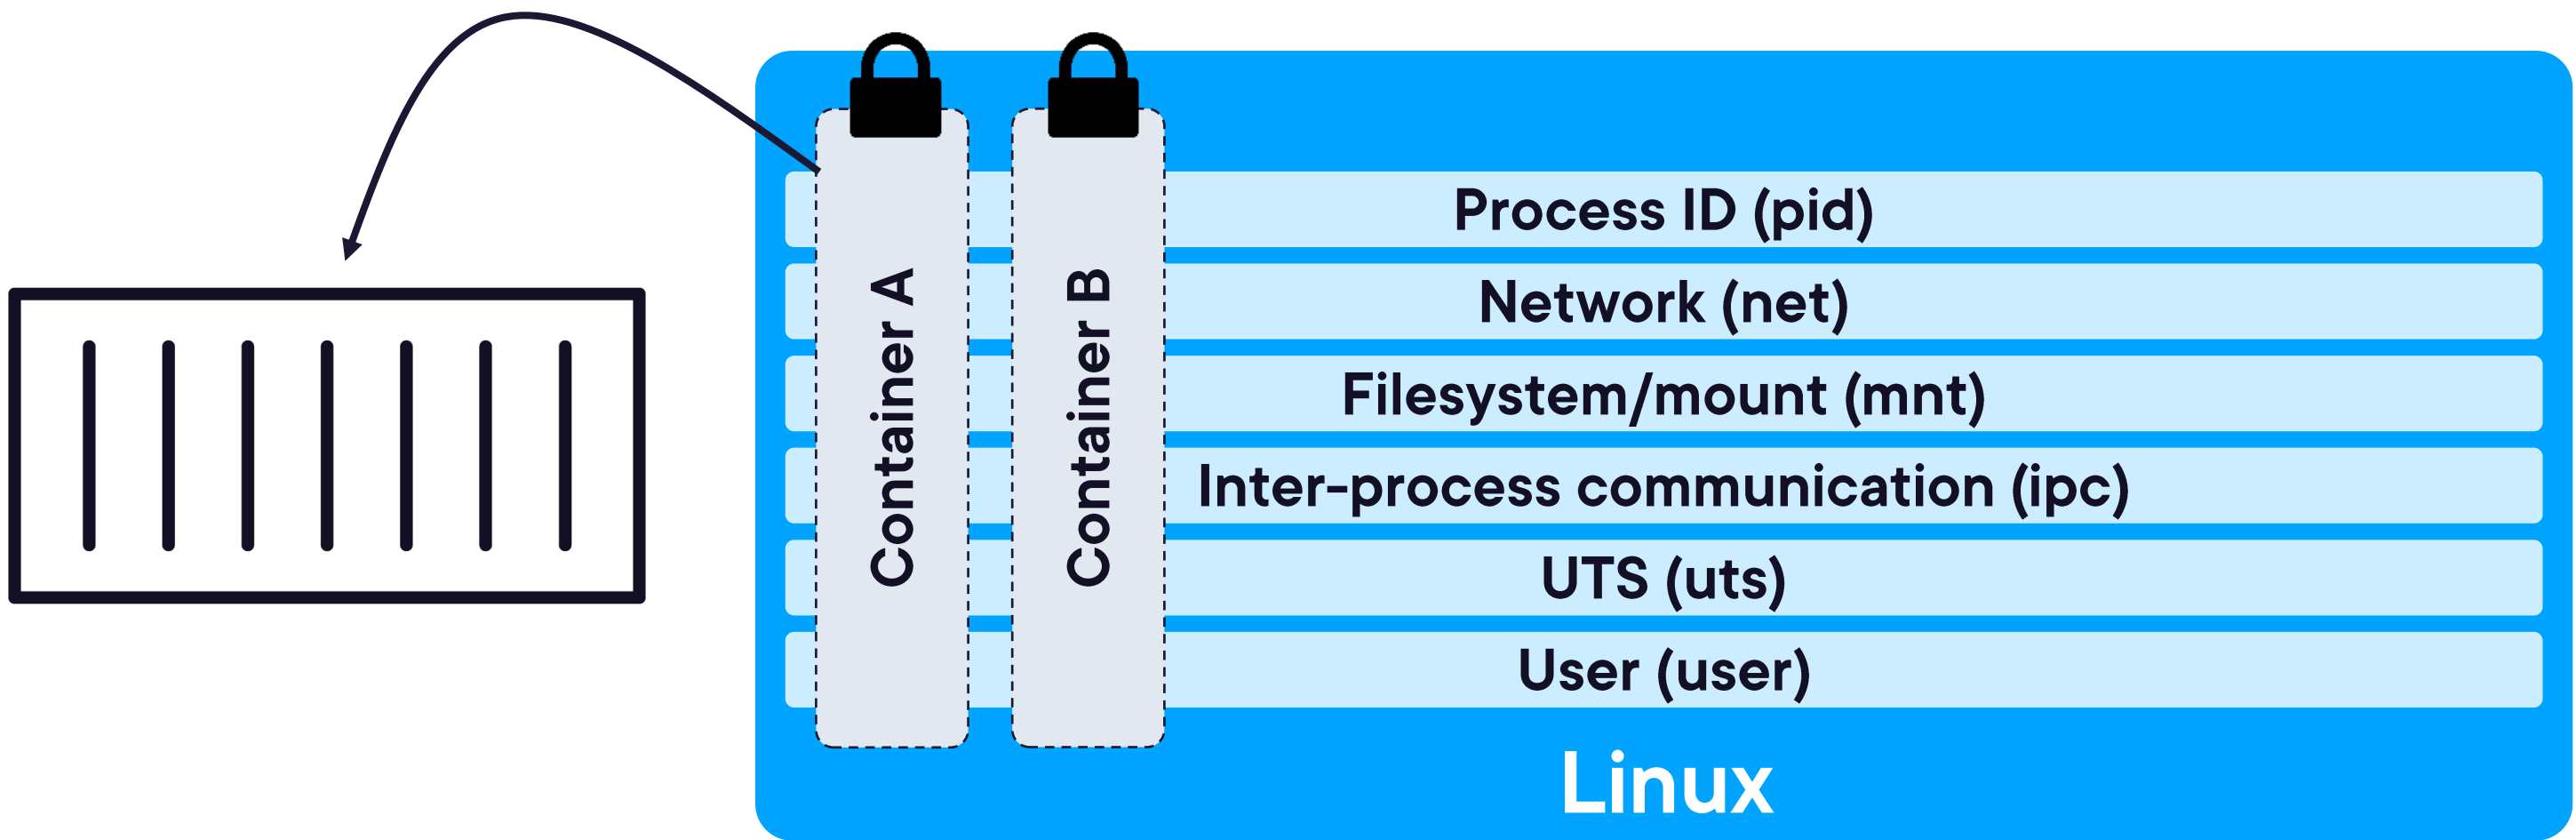 Container A
Container B
Process ID (pid)
Network (net)
Filesystem/mount (mnt)
Inter-process communication (ipc)
UTS (uts)
User (user)
Linux